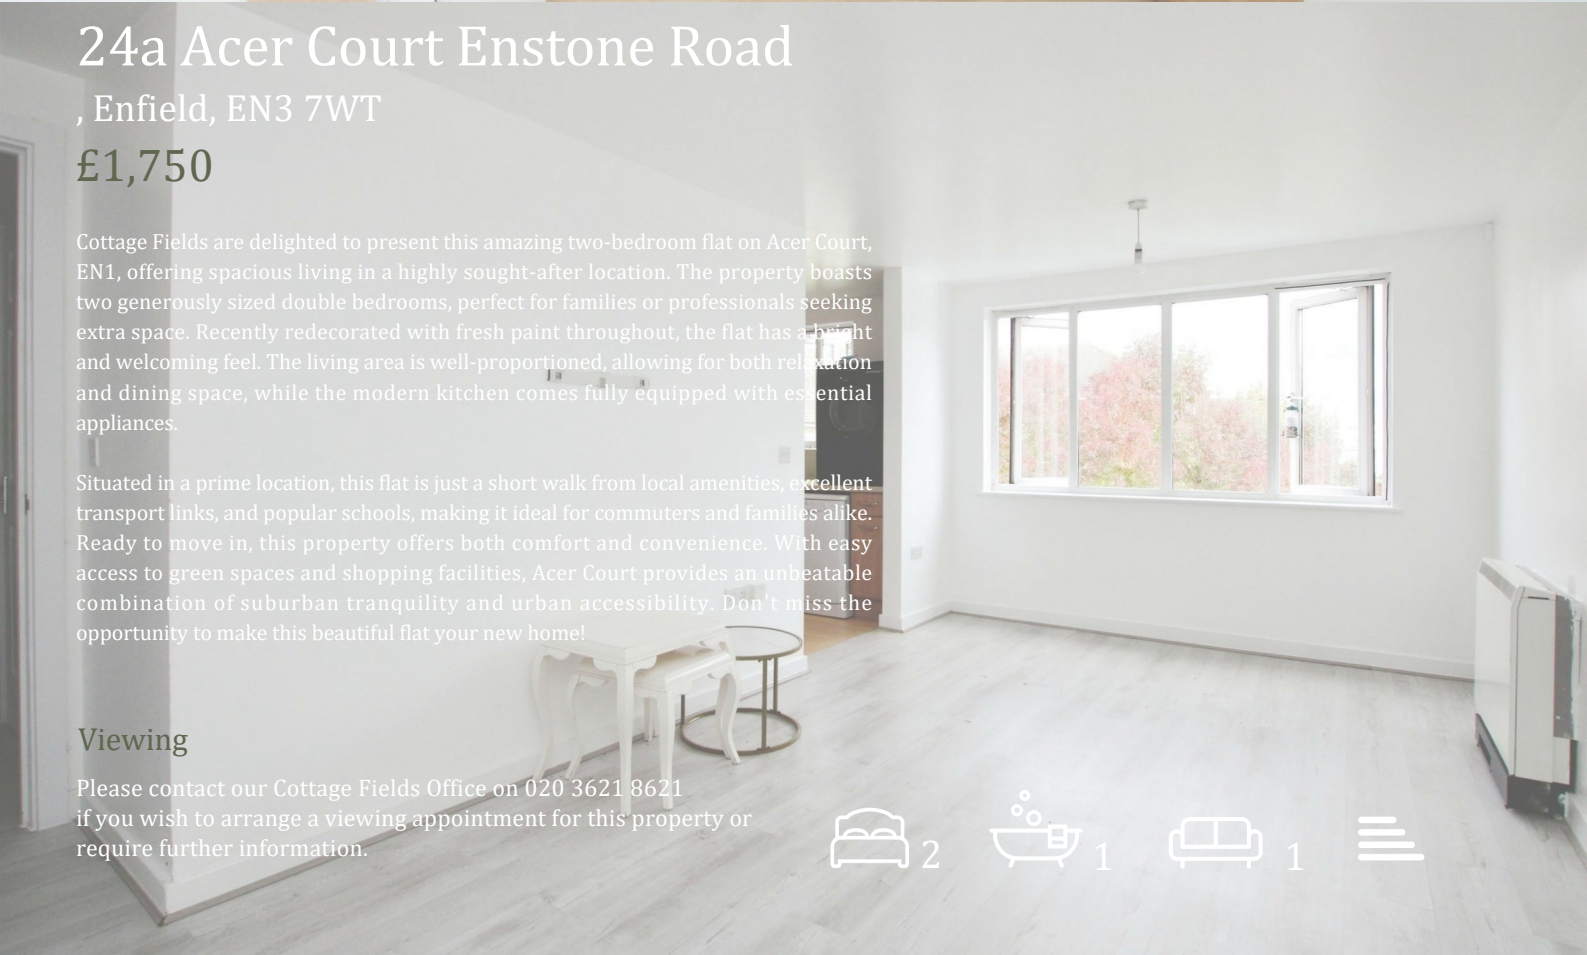 24a Acer Court Enstone Road
, Enfield, EN3 7WT
£1,750
Cottage Fields are delighted to present this amazing two-bedroom flat on Acer Court,
EN1, offering spacious living in a highly sought-after location. The property boasts
two generously sized double bedrooms, perfect for families or professionals seeking
extra space. Recently redecorated with fresh paint throughout, the flat has a bright
and welcoming feel. The living area is well-proportioned, allowing for both relaxation
and dining space, while the modern kitchen comes fully equipped with essential
appliances.
Situated in a prime location, this flat is just a short walk from local amenities, excellent
transport links, and popular schools, making it ideal for commuters and families alike.
Ready to move in, this property offers both comfort and convenience. With easy
access to green spaces and shopping facilities, Acer Court provides an unbeatable
combination of suburban tranquility and urban accessibility. Don't miss the
opportunity to make this beautiful flat your new home!
Viewing
Please contact our Cottage Fields Office on 020 3621 8621
if you wish to arrange a viewing appointment for this property or
require further information.
2 1 1